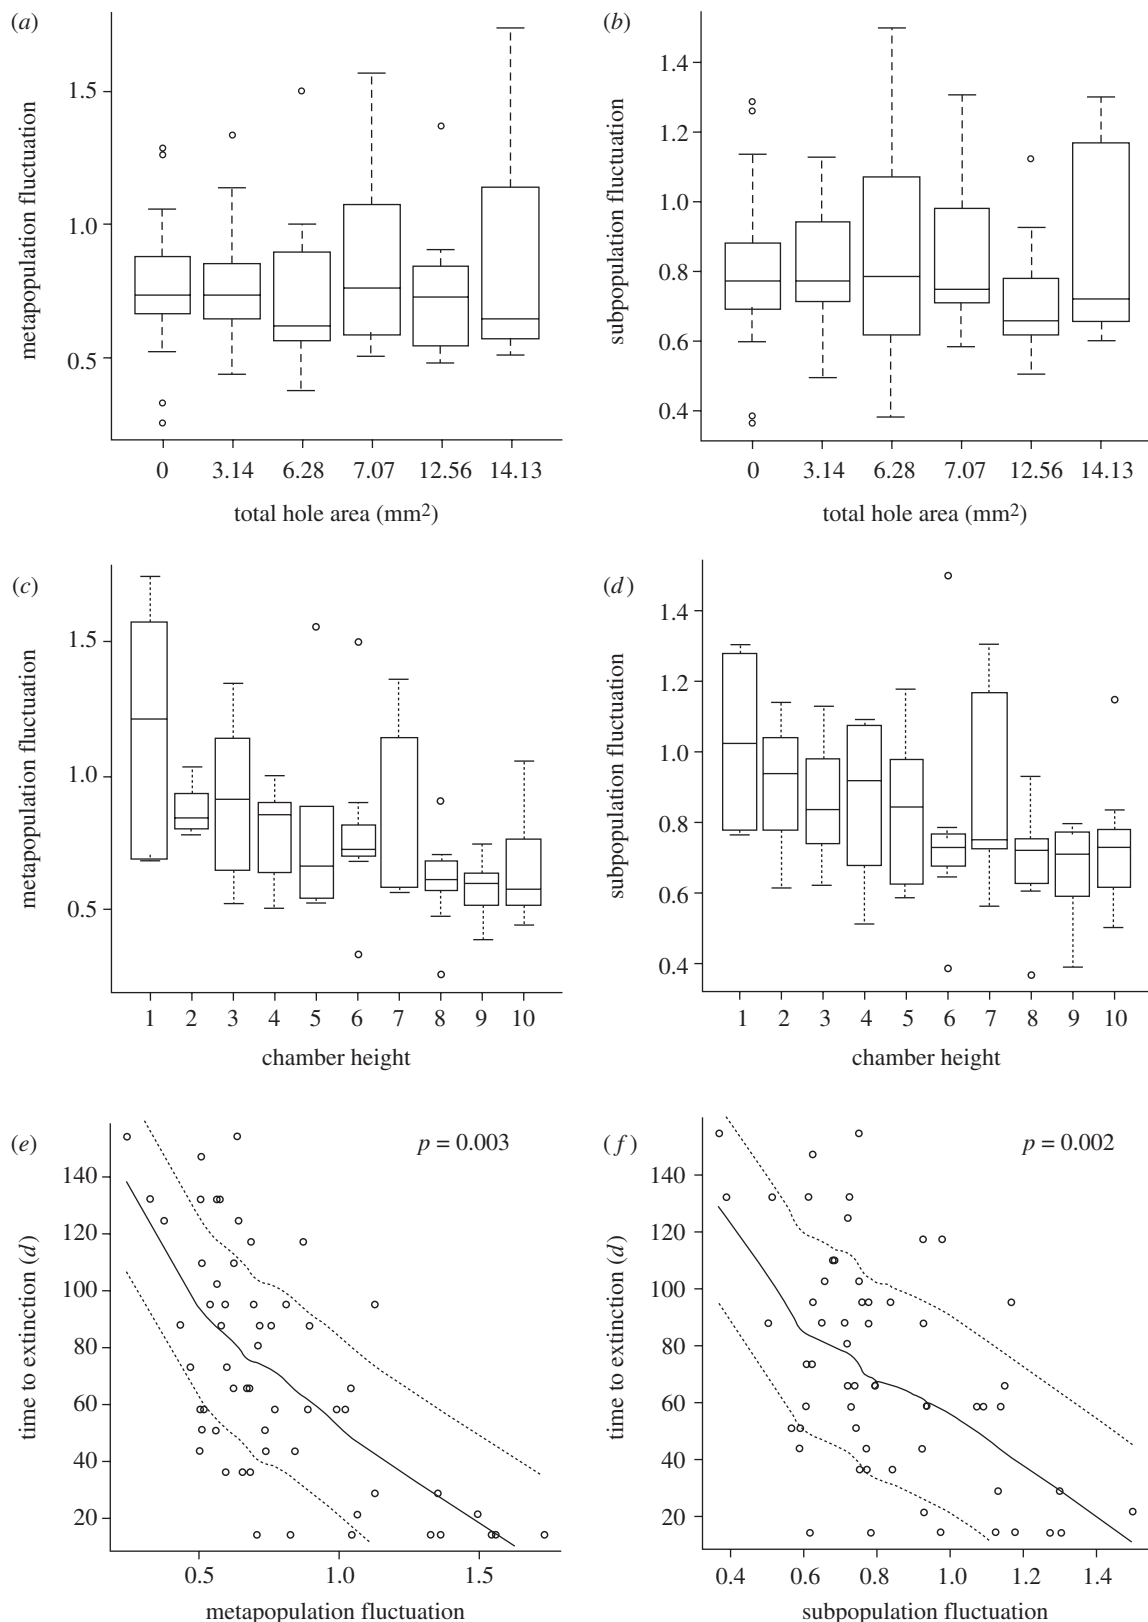 (a)
metapopulation fluctuation
1.5
1.0
0.5
0 3.14 6.28 7.07 12.56 14.13
total hole area (mm²)
(b)
subpopulation fluctuation
1.4
1.2
1.0
0.8
0.6
0.4
0 3.14 6.28 7.07 12.56 14.13
total hole area (mm²)
(c)
metapopulation fluctuation
1.5
1.0
0.5
1 2 3 4 5 6 7 8 9 10
chamber height
(d)
subpopulation fluctuation
1.4
1.2
1.0
0.8
0.6
0.4
1 2 3 4 5 6 7 8 9 10
chamber height
(e)
p = 0.003
time to extinction (d)
140
120
100
80
60
40
20
0.5 1.0 1.5
metapopulation fluctuation
(f)
p = 0.002
time to extinction (d)
140
120
100
80
60
40
20
0.4 0.6 0.8 1.0 1.2 1.4
subpopulation fluctuation